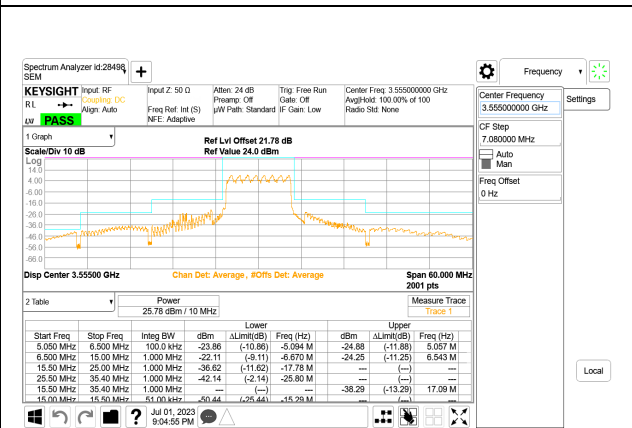 Spectrum Analyzer id:28498
SEM
+
Frequency
KEYSIGHT
RL
LXI PASS
Input: RF
Coupling: DC
Align: Auto
Input Z: 50 Ω
Freq Ref: Int (S)
NFE: Adaptive
Atten: 24 dB
Preamp: Off
µW Path: Standard
Trig: Free Run
Gate: Off
IF Gain: Low
Center Freq: 3.555000000 GHz
Avg|Hold: 100.00% of 100
Radio Std: None
Center Frequency
3.555000000 GHz
Settings
CF Step
7.080000 MHz
Auto
Man
Freq Offset
0 Hz
Local
1 Graph
Scale/Div 10 dB
Ref Lvl Offset 21.78 dB
Ref Value 24.0 dBm
Log
14.0
4.00
-6.00
-16.0
-26.0
-36.0
-46.0
-56.0
-66.0
Disp Center 3.55500 GHz
Chan Det: Average , #Offs Det: Average
Span 60.000 MHz
2001 pts
2 Table
Power
25.78 dBm / 10 MHz
Measure Trace
Trace 1
Lower Upper
Start Freq Stop Freq Integ BW dBm ΔLimit(dB) Freq (Hz) dBm ΔLimit(dB) Freq (Hz)
5.050 MHz 6.500 MHz 100.0 kHz -23.86 (-10.86) -5.094 M -24.88 (-11.88) 5.057 M
6.500 MHz 15.00 MHz 1.000 MHz -22.11 (-9.11) -6.670 M -24.25 (-11.25) 6.543 M
15.50 MHz 25.00 MHz 1.000 MHz -36.62 (-11.62) -17.78 M --- (---) ---
25.50 MHz 35.40 MHz 1.000 MHz -42.14 (-2.14) -25.80 M --- (---) ---
15.50 MHz 35.40 MHz 1.000 MHz --- (---) --- -38.29 (-13.29) 17.09 M
15.00 MHz 15.50 MHz 51.00 kHz -50.44 (-25.44) -15.29 M --- (---) ---
?
Jul 01, 2023
9:04:55 PM